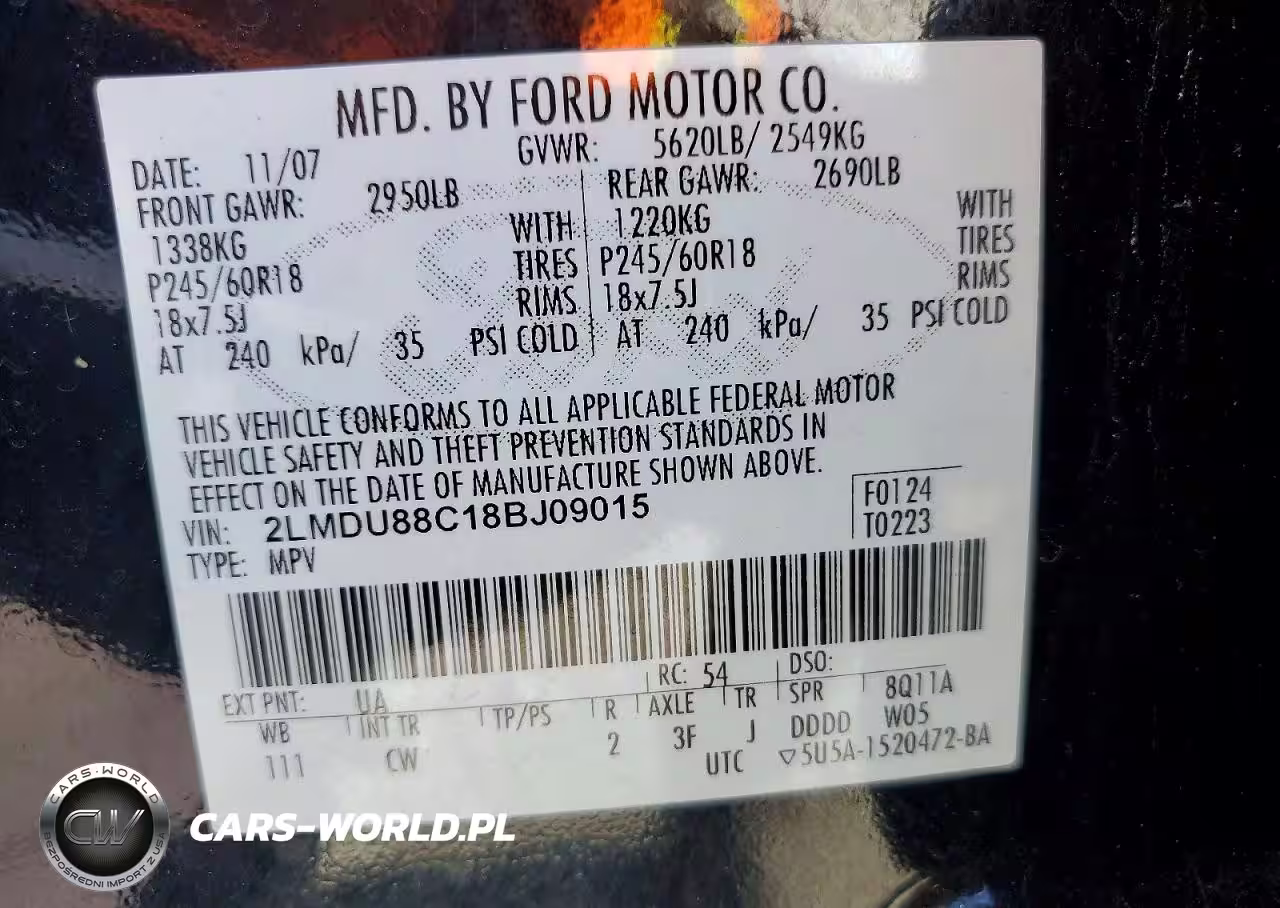 MFD. BY FORD MOTOR CO.
DATE: 11/07 GVWR: 5620LB/ 2549KG
FRONT GAWR: 2950LB REAR GAWR: 2690LB
1338KG WITH 1220KG WITH
P245/60R18 TIRES P245/60R18 TIRES
18x7.5J RIMS 18x7.5J RIMS
AT 240 kPa/ 35 PSI COLD AT 240 kPa/ 35 PSI COLD
THIS VEHICLE CONFORMS TO ALL APPLICABLE FEDERAL MOTOR
VEHICLE SAFETY AND THEFT PREVENTION STANDARDS IN
EFFECT ON THE DATE OF MANUFACTURE SHOWN ABOVE.
VIN: 2LMDU88C18BJ09015
F0124
TYPE: MPV
T0223
EXT PNT: UA RC: 54 DSO:
WB INT TR TP/PS R AXLE TR SPR 8Q11A
111 CW 2 3F J DDDD W05
UTC ▽5U5A-1520472-BA
CARS-WORLD
CW
BEZPOŚREDNI IMPORT Z USA
CARS-WORLD.PL